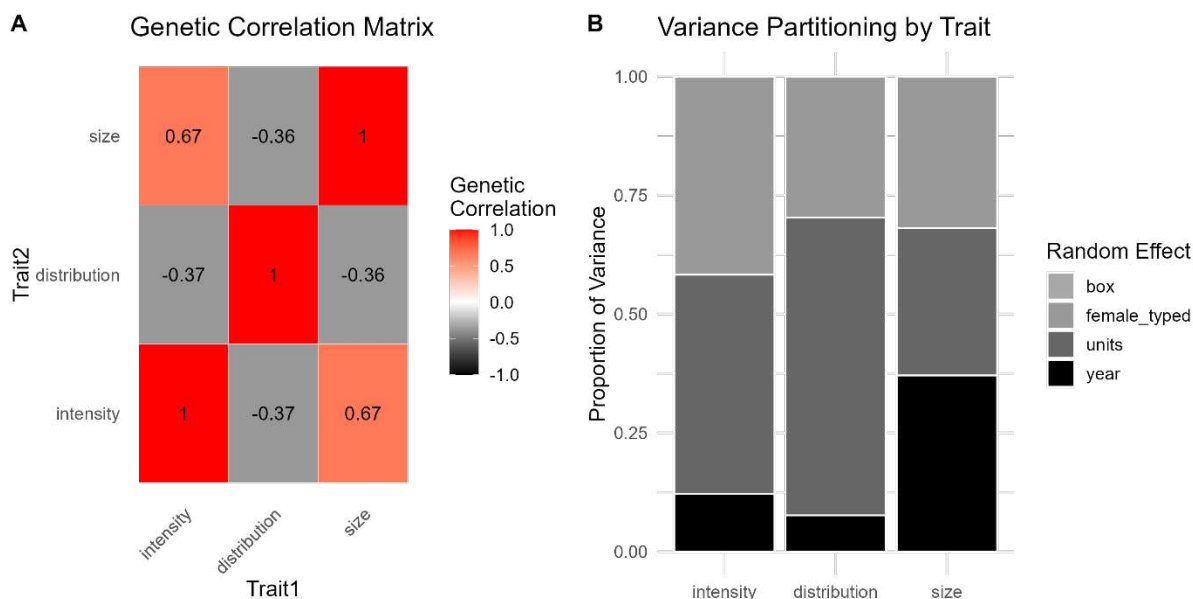 A
Genetic Correlation Matrix
size
distribution
intensity
Trait2
0.67
-0.36
1
-0.37
1
-0.36
1
-0.37
0.67
intensity
distribution
size
Trait1
Genetic
Correlation
1.0
0.5
0.0
-0.5
-1.0
B
Variance Partitioning by Trait
Proportion of Variance
1.00
0.75
0.50
0.25
0.00
intensity
distribution
size
Random Effect
box
female_typed
units
year